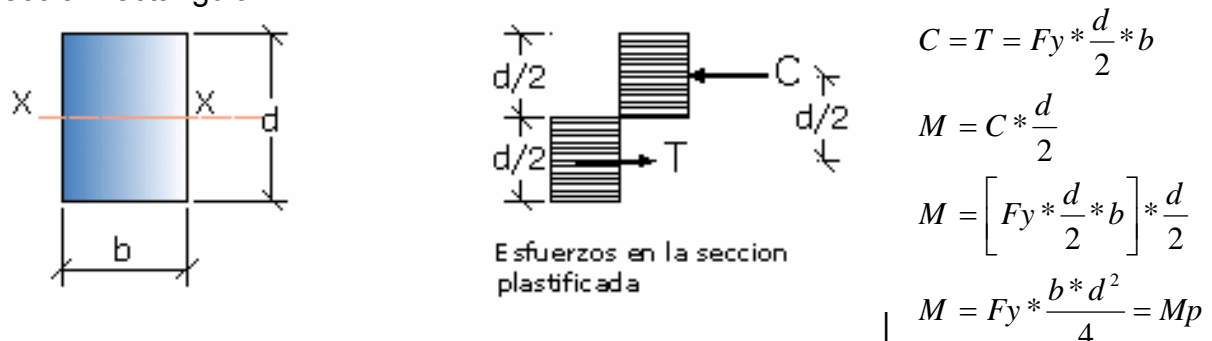 X
X
d
b
d/2
d/2
C
T
d/2
Esfuerzos en la seccion
plastificada
C = T = Fy * d/2 * b
M = C * d/2
M = [ Fy * d/2 * b ] * d/2
M = Fy * b * d² / 4 = Mp